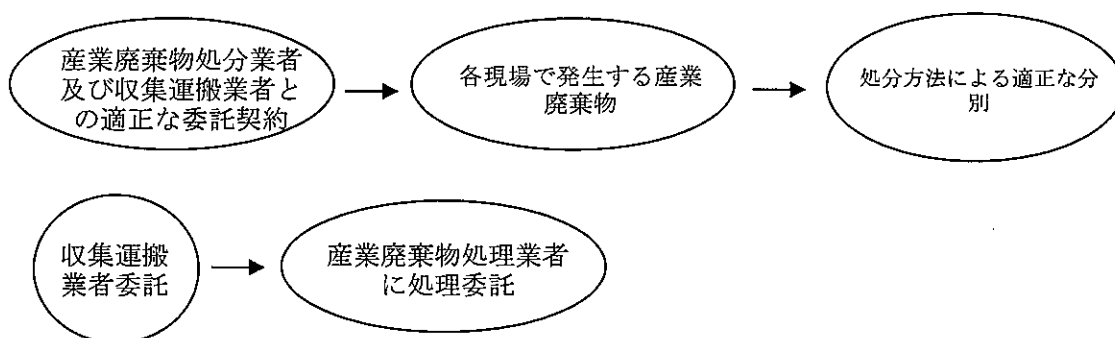 産業廃棄物処分業者
及び収集運搬業者と
の適正な委託契約
各現場で発生する産業
廃棄物
処分方法による適正な分
別
収集運搬
業者委託
産業廃棄物処理業者
に処理委託